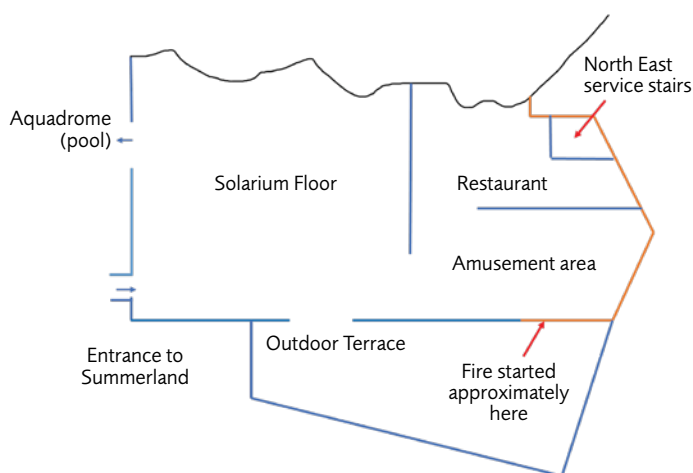 North East
service stairs
Aquadrome
(pool)
Solarium Floor
Restaurant
Amusement area
Outdoor Terrace
Entrance to
Summerland
Fire started
approximately
here